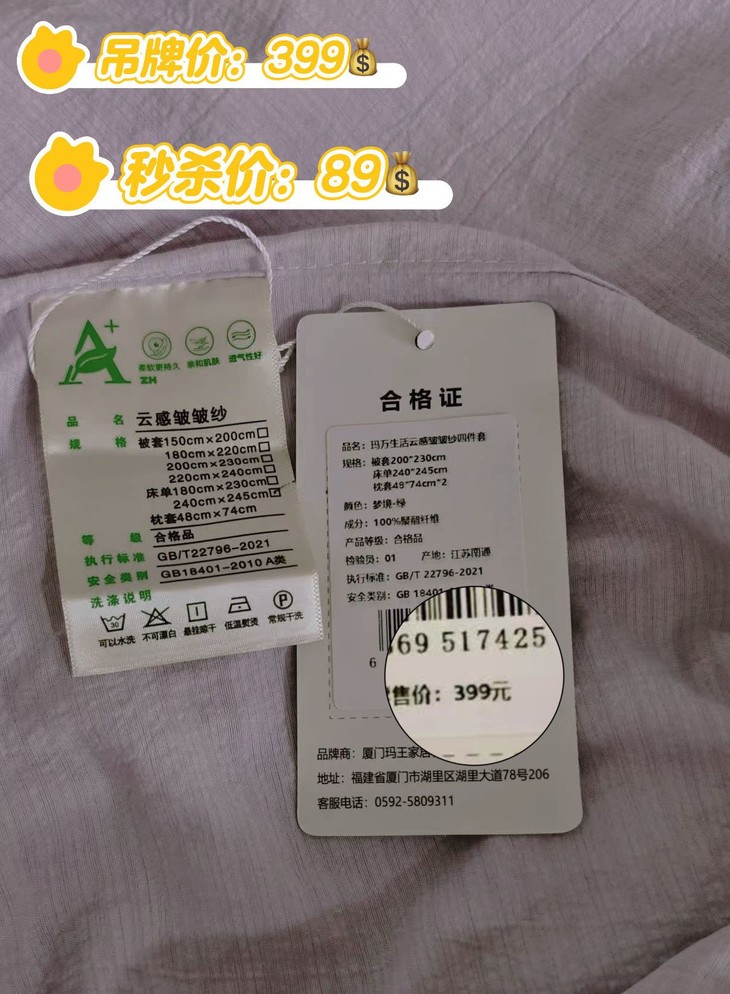 吊牌价：399
秒杀价：89
A+
ZH
柔软更持久 亲和肌肤 透气性好
品 名 云感皱皱纱
规 格 被套150cm×200cm□
180cm×220cm□
200cm×230cm□
220cm×240cm□
床单180cm×230cm□
240cm×245cm☑
枕套48cm×74cm
等 级 合格品
执行标准 GB/T22796-2021
安全类别 GB18401-2010 A类
洗涤说明
30
P
可以水洗 不可漂白 悬挂晾干 低温熨烫 常规干洗
合格证
品名：玛万生活云感皱皱纱四件套
规格：被套200*230cm
床单240*245cm
枕套48*74cm*2
颜色：梦境-绿
成分：100%聚酯纤维
产品等级：合格品
检验员：01 产地：江苏南通
执行标准：GB/T 22796-2021
安全类别：GB 18401
6
69 517425
售价：399元
品牌商：厦门玛王家居
地址：福建省厦门市湖里区湖里大道78号206
客服电话：0592-5809311